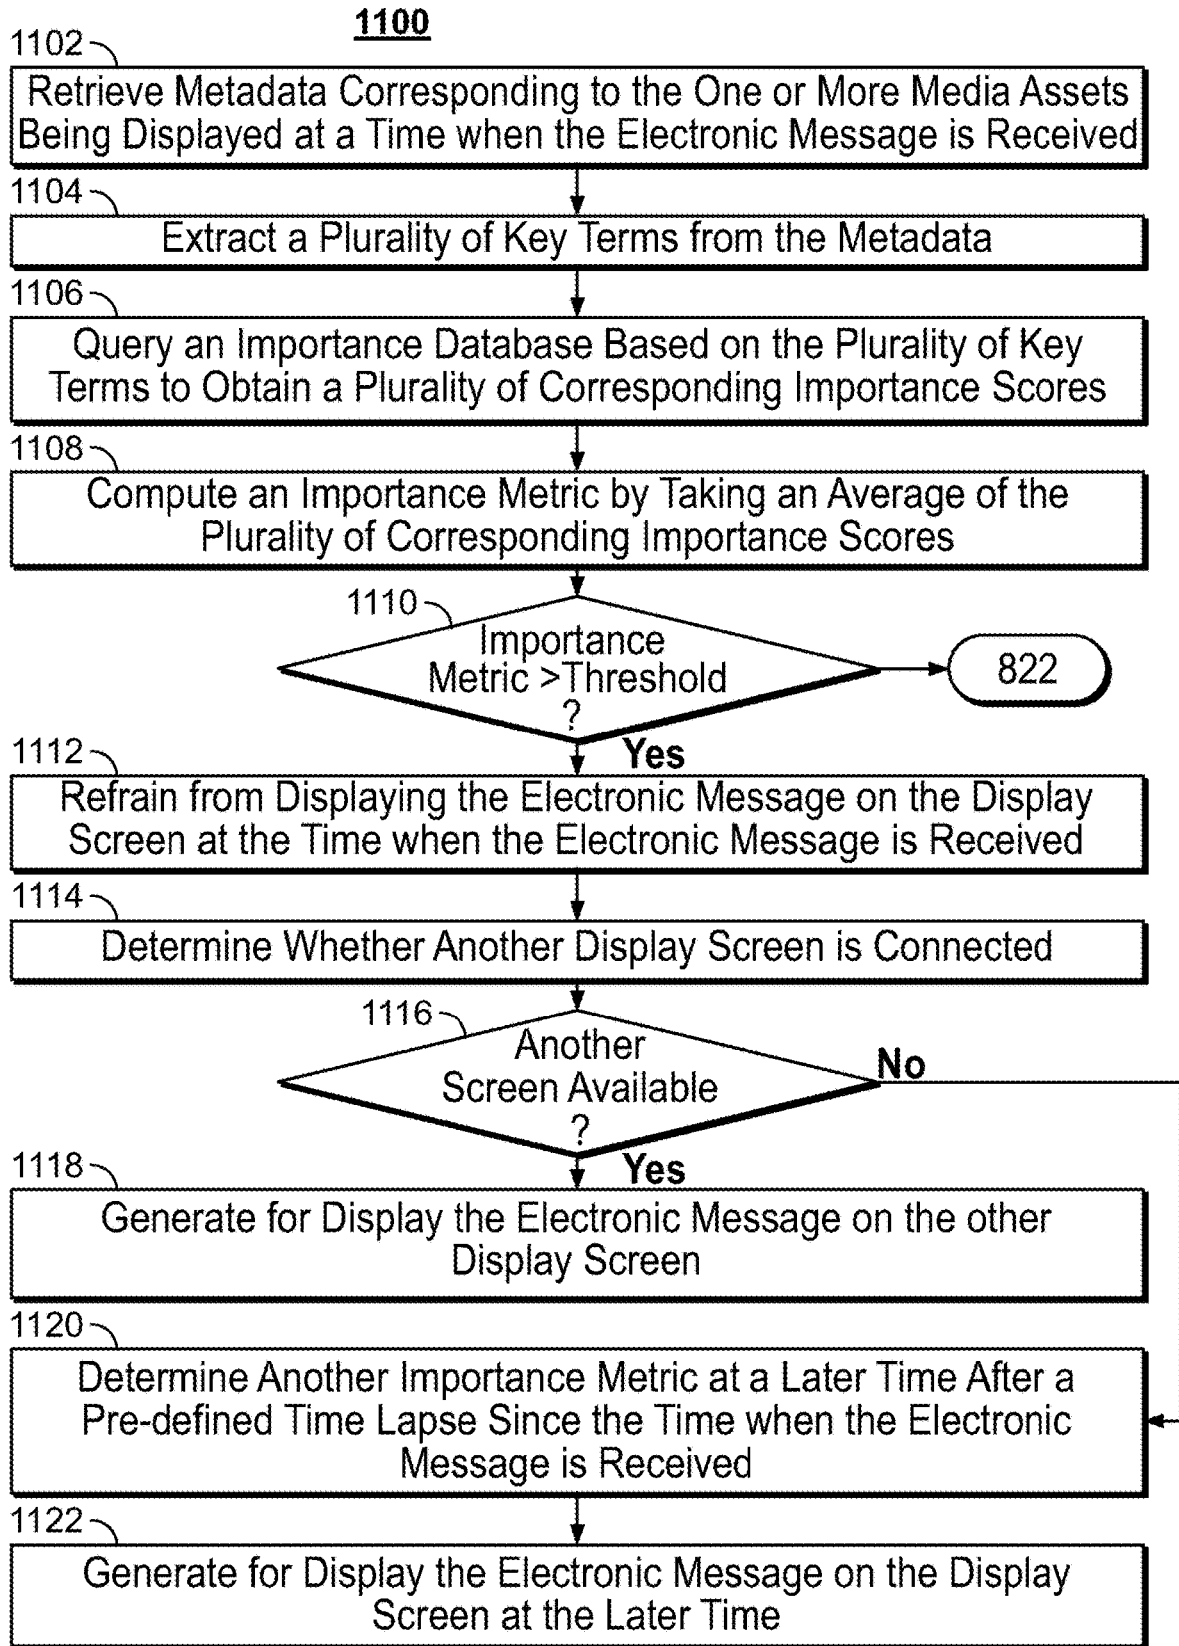 1100
1102
Retrieve Metadata Corresponding to the One or More Media Assets
Being Displayed at a Time when the Electronic Message is Received
1104
Extract a Plurality of Key Terms from the Metadata
1106
Query an Importance Database Based on the Plurality of Key
Terms to Obtain a Plurality of Corresponding Importance Scores
1108
Compute an Importance Metric by Taking an Average of the
Plurality of Corresponding Importance Scores
1110
Importance
Metric >Threshold
?
822
Yes
1112
Refrain from Displaying the Electronic Message on the Display
Screen at the Time when the Electronic Message is Received
1114
Determine Whether Another Display Screen is Connected
1116
Another
Screen Available
?
No
Yes
1118
Generate for Display the Electronic Message on the other
Display Screen
1120
Determine Another Importance Metric at a Later Time After a
Pre-defined Time Lapse Since the Time when the Electronic
Message is Received
1122
Generate for Display the Electronic Message on the Display
Screen at the Later Time